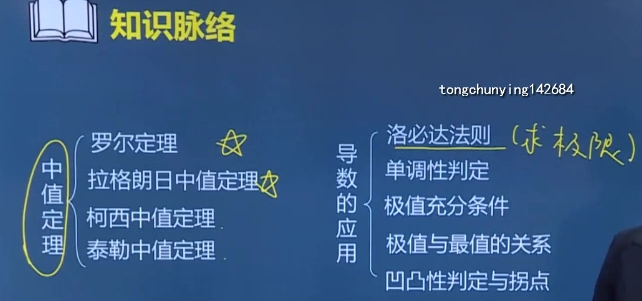 知识脉络
tongchunying142684
中值定理
罗尔定理
拉格朗日中值定理
柯西中值定理
泰勒中值定理
导数的应用
洛必达法则 (求极限)
单调性判定
极值充分条件
极值与最值的关系
凹凸性判定与拐点